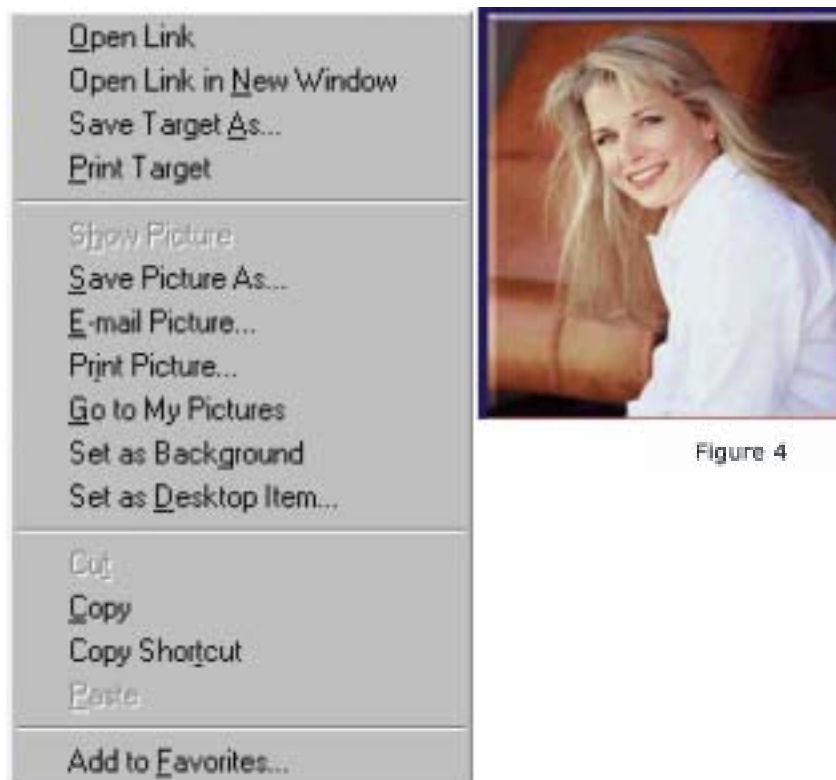 Open Link
Open Link in New Window
Save Target As...
Print Target
Show Picture
Save Picture As...
E-mail Picture...
Print Picture...
Go to My Pictures
Set as Background
Set as Desktop Item...
Cut
Copy
Copy Shortcut
Paste
Add to Favorites...
Figure 4